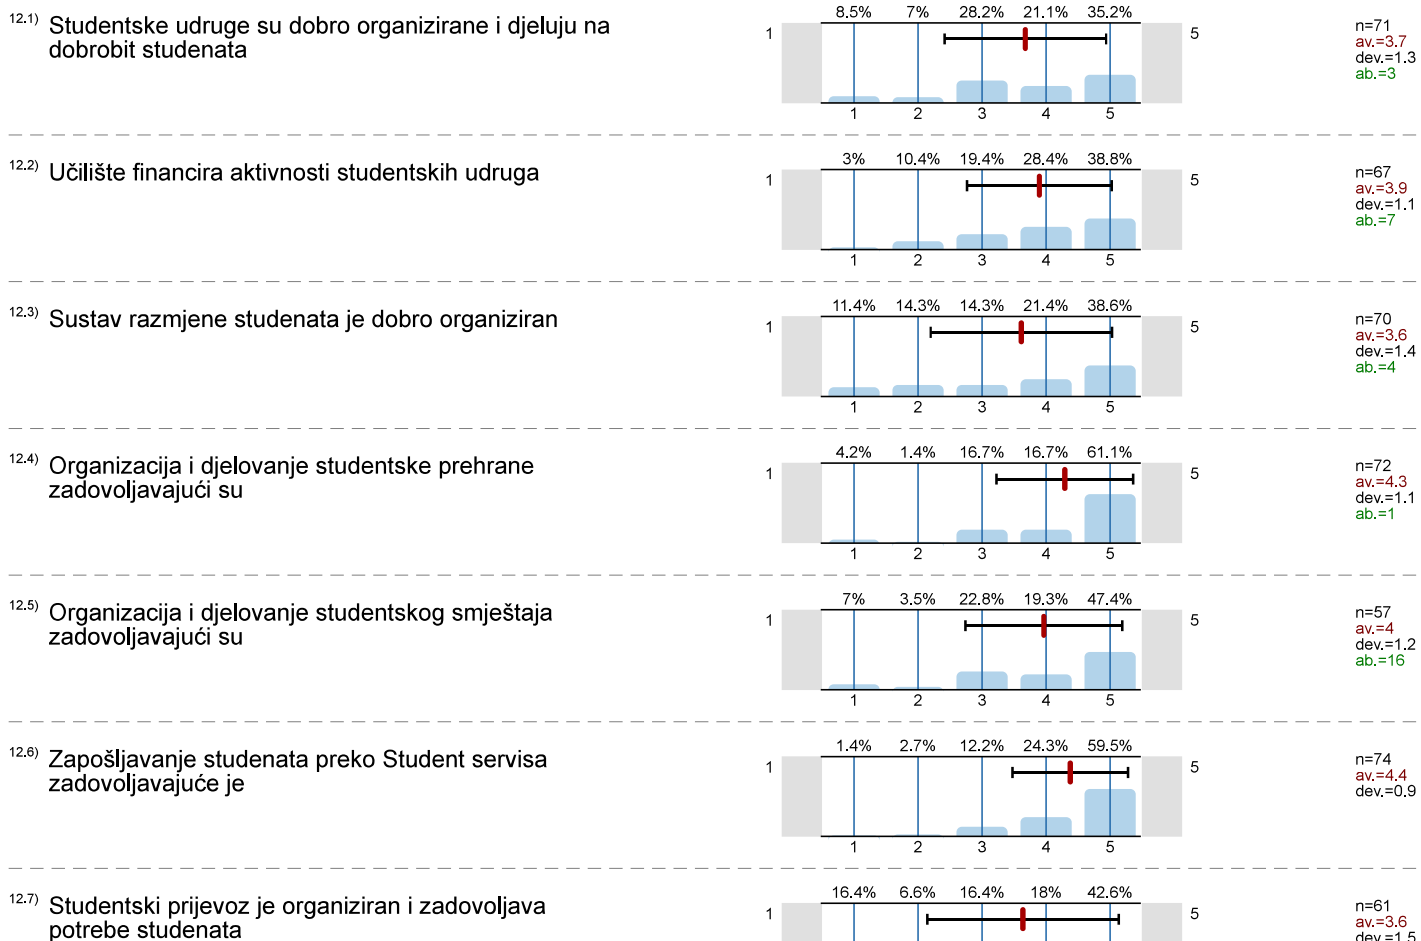 12.1) Studentske udruge su dobro organizirane i djeluju na
dobrobit studenata
8.5% 7% 28.2% 21.1% 35.2%
1 5
1 2 3 4 5
n=71
av.=3.7
dev.=1.3
ab.=3
12.2) Učilište financira aktivnosti studentskih udruga
3% 10.4% 19.4% 28.4% 38.8%
1 5
1 2 3 4 5
n=67
av.=3.9
dev.=1.1
ab.=7
12.3) Sustav razmjene studenata je dobro organiziran
11.4% 14.3% 14.3% 21.4% 38.6%
1 5
1 2 3 4 5
n=70
av.=3.6
dev.=1.4
ab.=4
12.4) Organizacija i djelovanje studentske prehrane
zadovoljavajući su
4.2% 1.4% 16.7% 16.7% 61.1%
1 5
1 2 3 4 5
n=72
av.=4.3
dev.=1.1
ab.=1
12.5) Organizacija i djelovanje studentskog smještaja
zadovoljavajući su
7% 3.5% 22.8% 19.3% 47.4%
1 5
1 2 3 4 5
n=57
av.=4
dev.=1.2
ab.=16
12.6) Zapošljavanje studenata preko Student servisa
zadovoljavajuće je
1.4% 2.7% 12.2% 24.3% 59.5%
1 5
1 2 3 4 5
n=74
av.=4.4
dev.=0.9
12.7) Studentski prijevoz je organiziran i zadovoljava
potrebe studenata
16.4% 6.6% 16.4% 18% 42.6%
1 5
n=61
av.=3.6
dev.=1.5